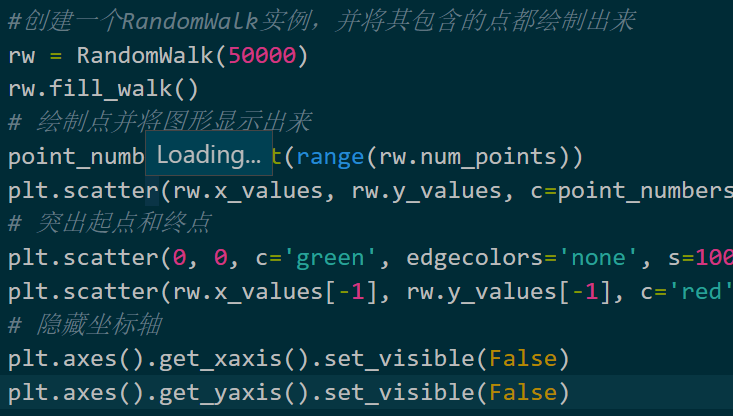 #创建一个RandomWalk实例，并将其包含的点都绘制出来
rw = RandomWalk(50000)
rw.fill_walk()
# 绘制点并将图形显示出来
point_numb Loading... t(range(rw.num_points))
plt.scatter(rw.x_values, rw.y_values, c=point_numbers
# 突出起点和终点
plt.scatter(0, 0, c='green', edgecolors='none', s=100
plt.scatter(rw.x_values[-1], rw.y_values[-1], c='red'
# 隐藏坐标轴
plt.axes().get_xaxis().set_visible(False)
plt.axes().get_yaxis().set_visible(False)